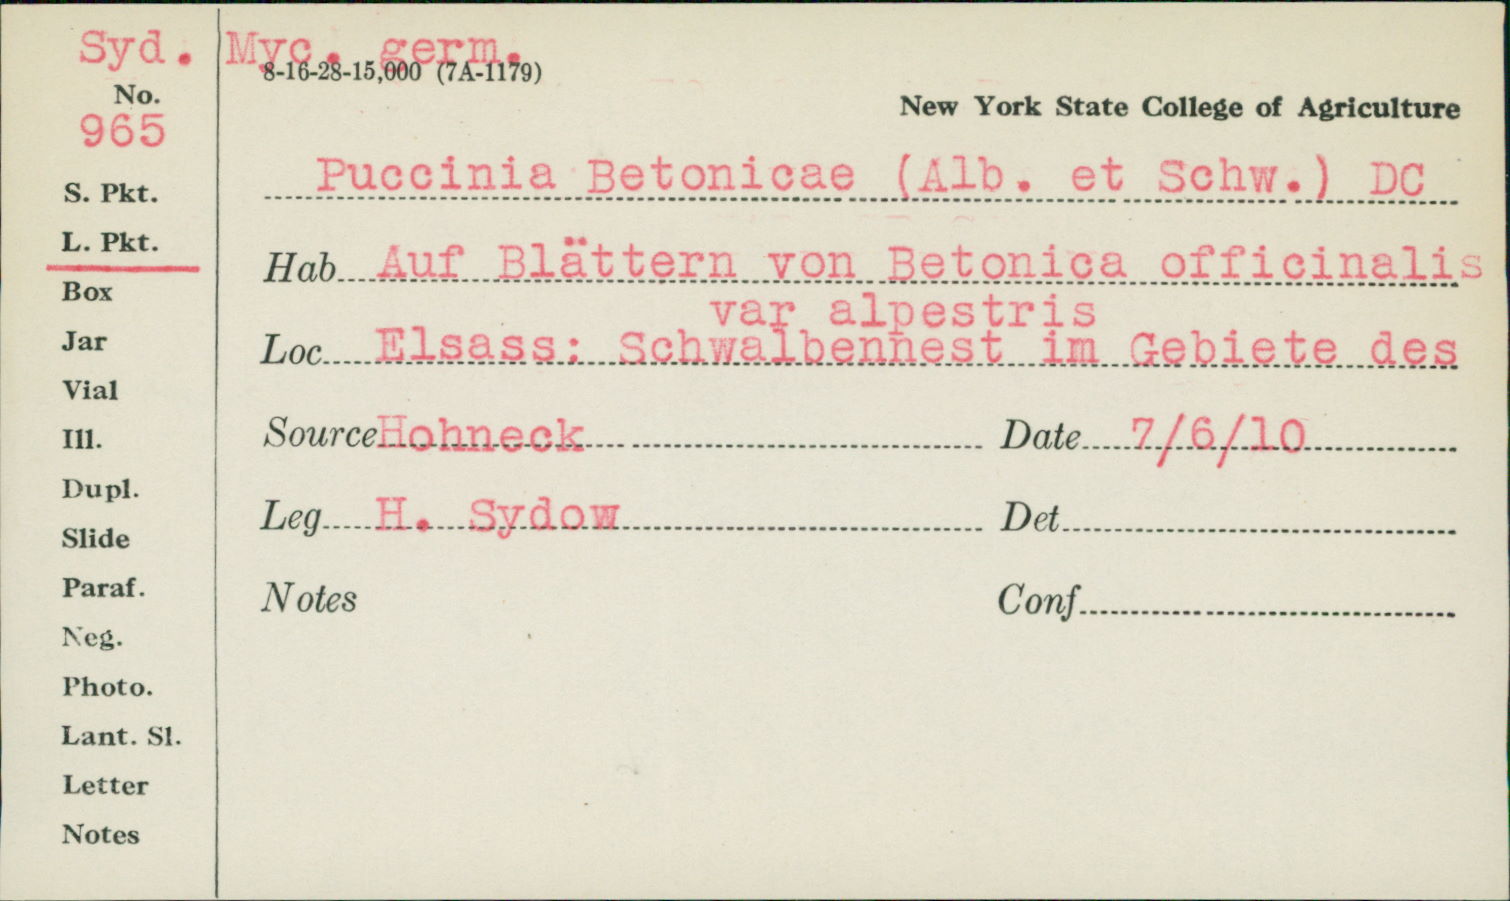 Syd. Myc. germ.
8-16-28-15,000 (7A-1179)
No.
965
New York State College of Agriculture
Puccinia Betonicae (Alb. et Schw.) DC
S. Pkt.
L. Pkt.
Hab Auf Blättern von Betonica officinalis
var alpestris
Box
Jar
Loc Elsass: Schwalbennest im Gebiete des
Vial
Ill.
Source Hohneck Date 7/6/10
Dupl.
Leg H. Sydow Det
Slide
Paraf.
Notes Conf
Neg.
Photo.
Lant. Sl.
Letter
Notes